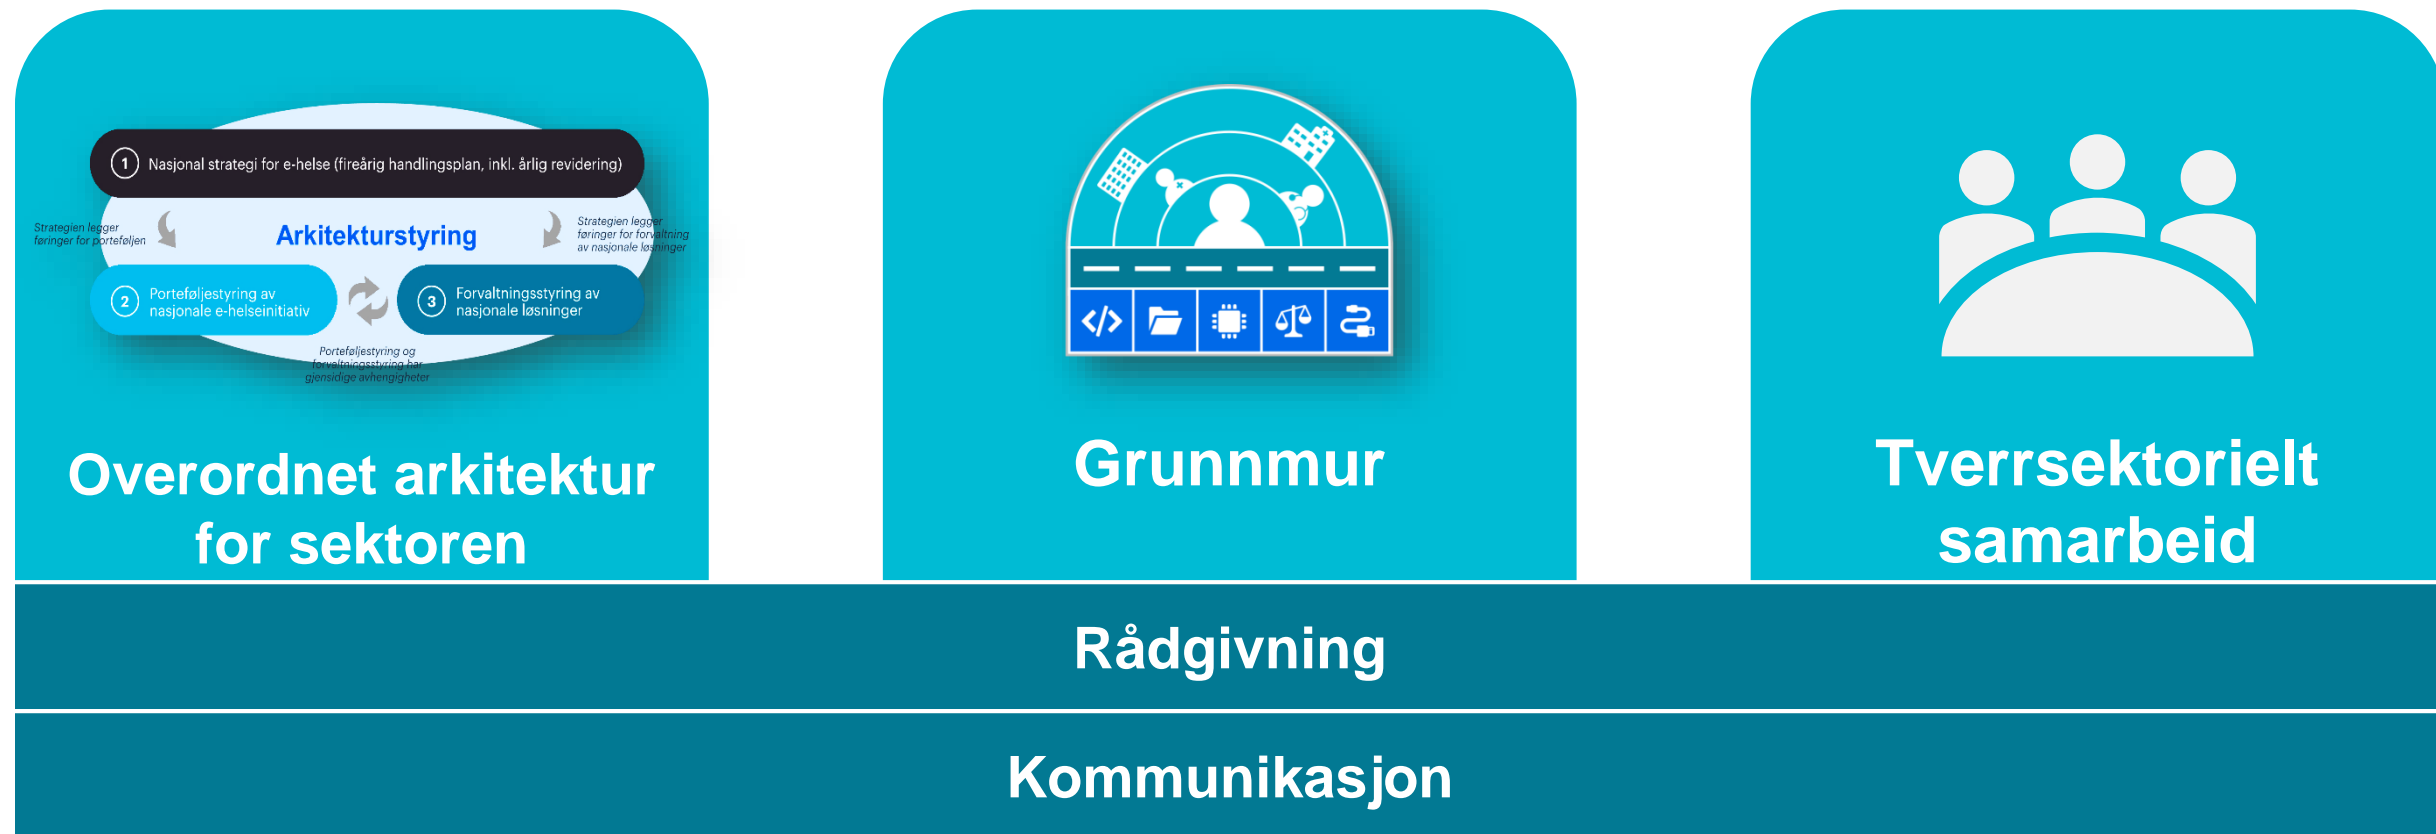 1 Nasjonal strategi for e-helse (fireårig handlingsplan, inkl. årlig revidering)
Strategien legger
føringer for porteføljen
Arkitekturstyring
Strategien legger
føringer for forvaltning
av nasjonale løsninger
2 Porteføljestyring av
nasjonale e-helseinitiativ
3 Forvaltningsstyring av
nasjonale løsninger
Porteføljestyring og
forvaltningsstyring har
gjensidige avhengigheter
Overordnet arkitektur
for sektoren
</>
Grunnmur
Tverrsektorielt
samarbeid
Rådgivning
Kommunikasjon